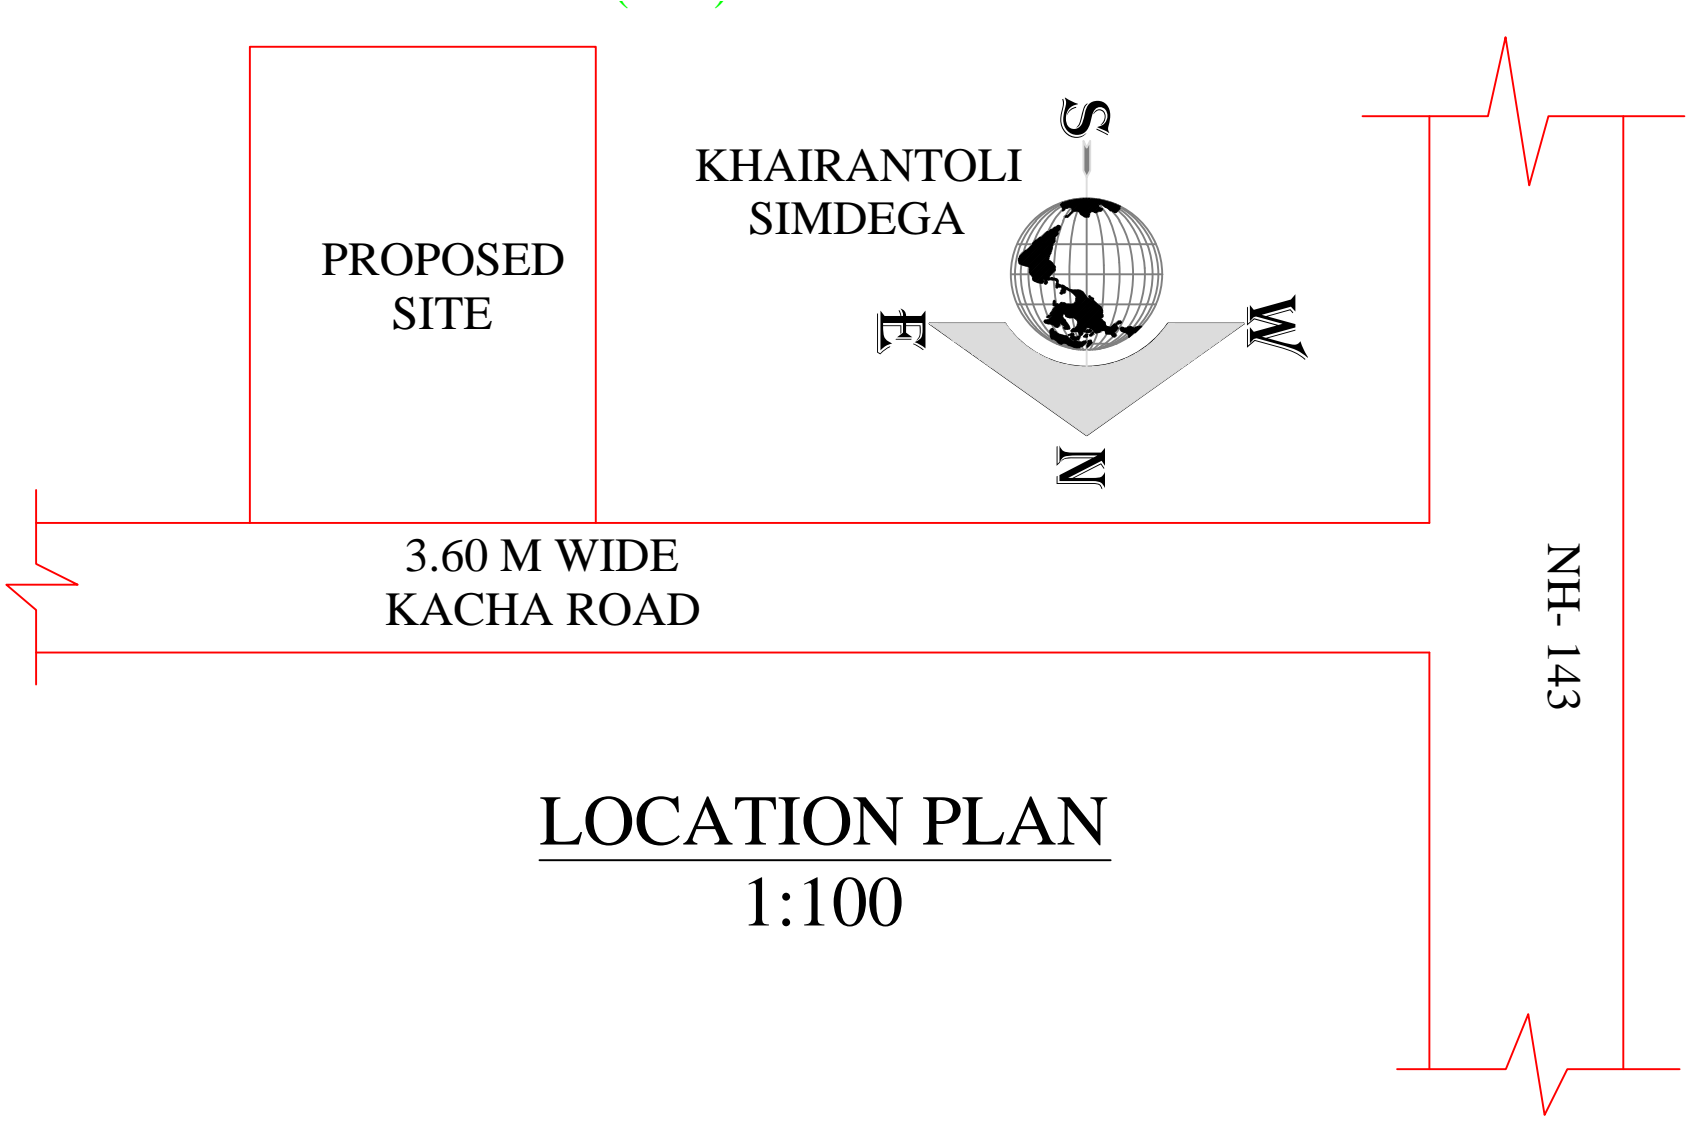 KHAIRANTOLI
SIMDEGA
PROPOSED
SITE
S
E
W
N
3.60 M WIDE
KACHA ROAD
NH- 143
LOCATION PLAN
1:100